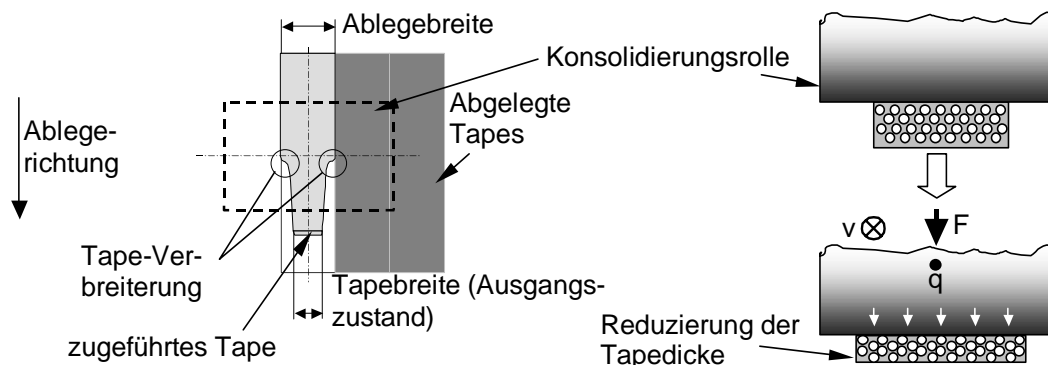 Ablegebreite
Konsolidierungsrolle
Abgelegte
Tapes
Ablege-
richtung
Tape-Ver-
breiterung
Tapebreite (Ausgangs-
zustand)
zugeführtes Tape
v
F
q
Reduzierung der
Tapedicke